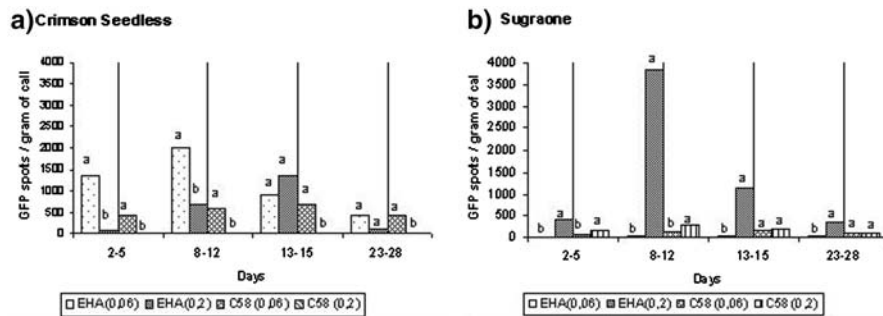 a) Crimson Seedless
GFP spots / gram of call
4000
3500
3000
2500
2000
1500
1000
500
0
a
b
a
b
a
b
a
b
a
a
a
b
a
b
a
b
2-5
8-12
13-15
23-28
Days
EHA(0,06) EHA(0,2) C58 (0,06) C58 (0,2)
b) Sugraone
GFP spots / gram of cal
4000
3500
3000
2500
2000
1500
1000
500
0
b
a
b
a
b
a
b
a
b
a
a
a
b
a
a
a
2-5
8-12
13-15
23-28
Days
EHA(0,06) EHA(0,2) C58 (0,06) C58 (0,2)